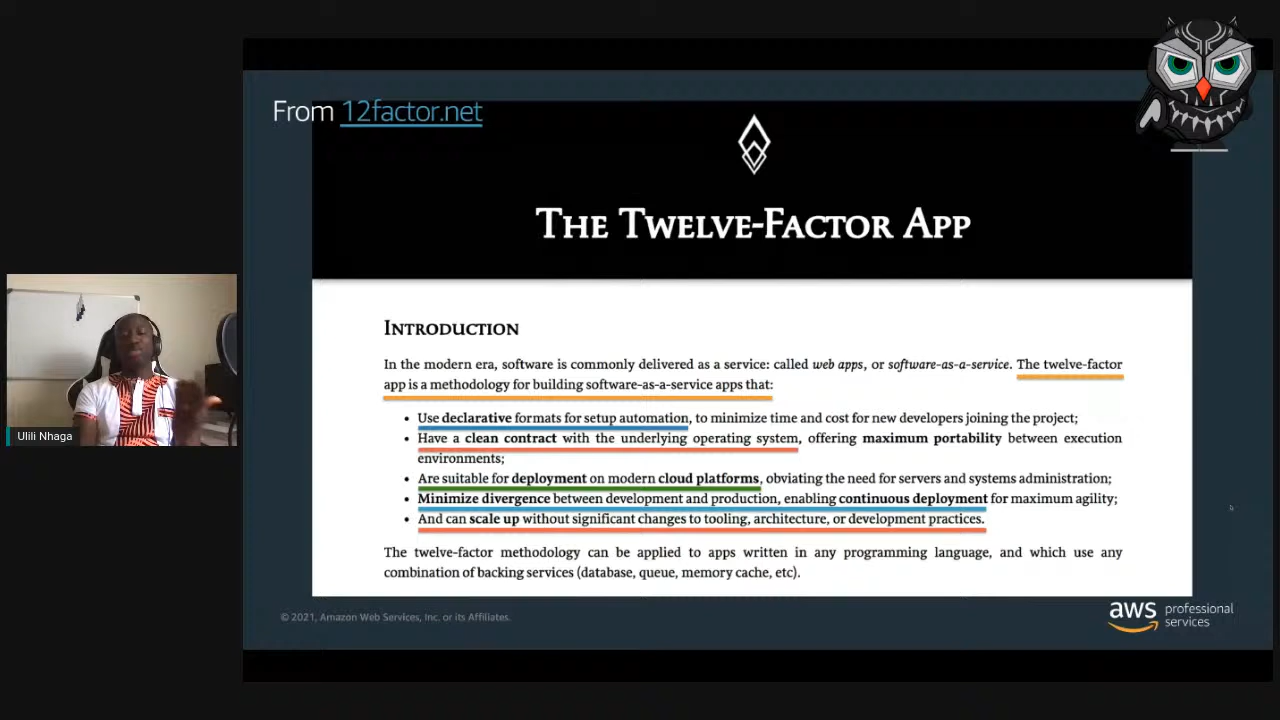 From 12factor.net
THE TWELVE-FACTOR APP
INTRODUCTION
In the modern era, software is commonly delivered as a service: called web apps, or software-as-a-service. The twelve-factor
app is a methodology for building software-as-a-service apps that:
• Use declarative formats for setup automation, to minimize time and cost for new developers joining the project;
• Have a clean contract with the underlying operating system, offering maximum portability between execution
environments;
• Are suitable for deployment on modern cloud platforms, obviating the need for servers and systems administration;
• Minimize divergence between development and production, enabling continuous deployment for maximum agility;
• And can scale up without significant changes to tooling, architecture, or development practices.
The twelve-factor methodology can be applied to apps written in any programming language, and which use any
combination of backing services (database, queue, memory cache, etc).
Ulili Nhaga
© 2021, Amazon Web Services, Inc. or its Affiliates.
aws professional
services